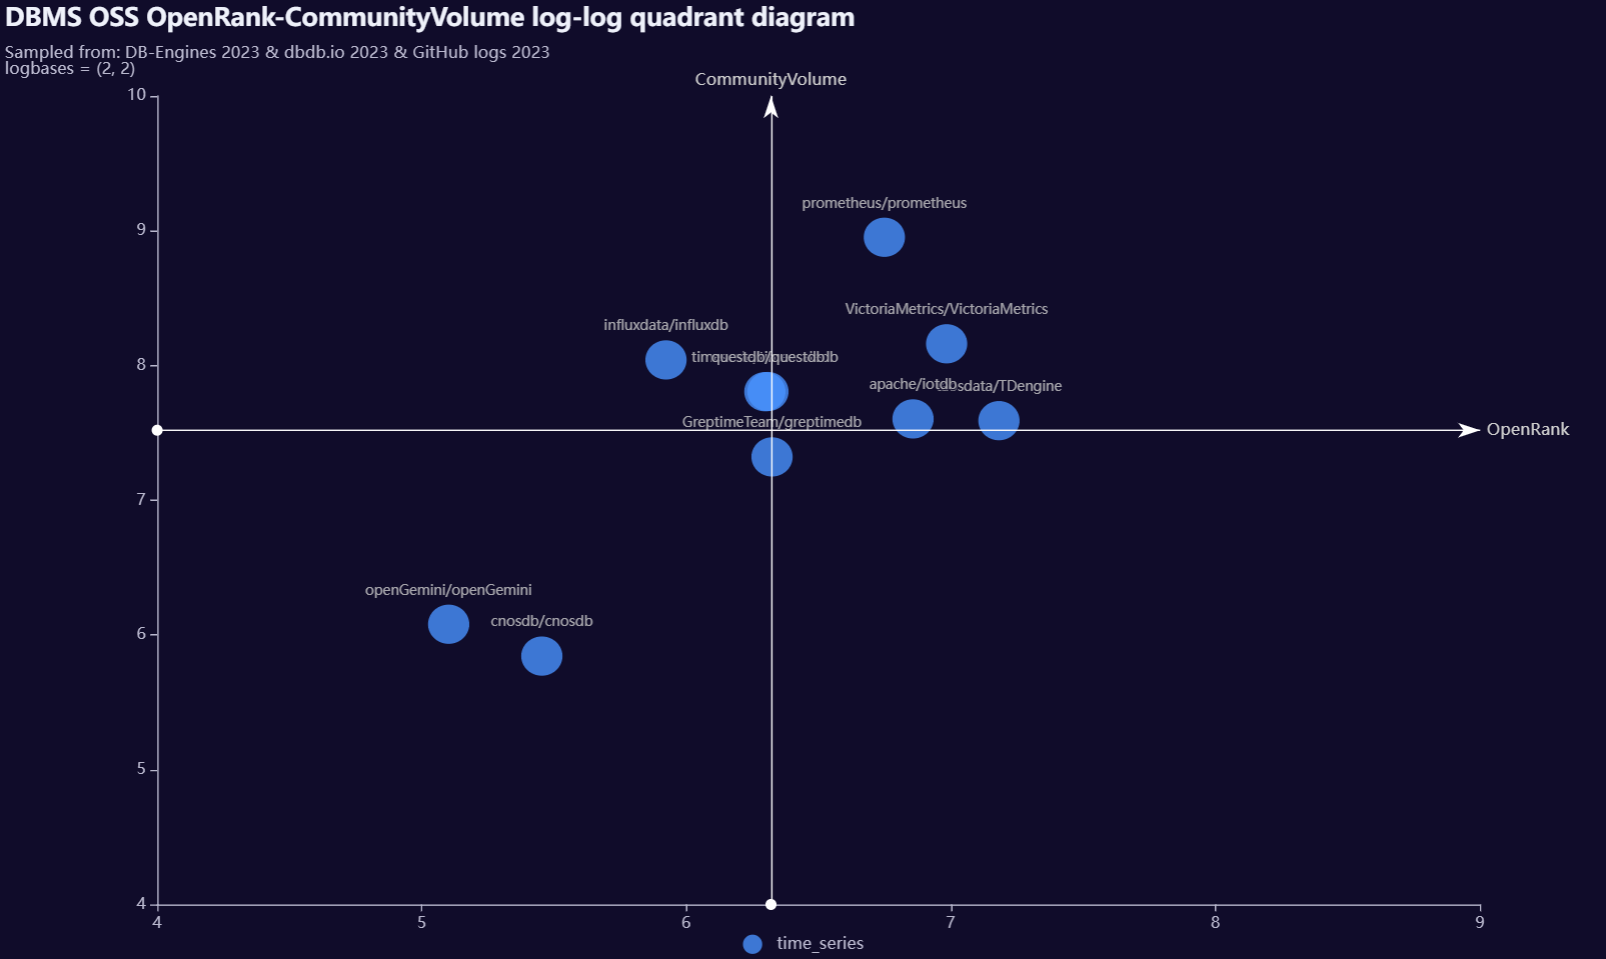 DBMS OSS OpenRank-CommunityVolume log-log quadrant diagram
Sampled from: DB-Engines 2023 & dbdb.io 2023 & GitHub logs 2023
logbases = (2, 2)
CommunityVolume
10
prometheus/prometheus
9
VictoriaMetrics/VictoriaMetrics
influxdata/influxdb
questdb/questdb
8
apache/iotdb
GreptimeTeam/greptimedb
OpenRank
7
openGemini/openGemini
cnosdb/cnosdb
6
5
4
4 5 6 7 8 9
time_series